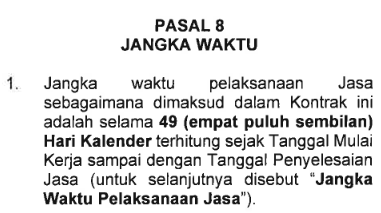 PASAL 8
JANGKA WAKTU
1. Jangka waktu pelaksanaan Jasa
sebagaimana dimaksud dalam Kontrak ini
adalah selama 49 (empat puluh sembilan)
Hari Kalender terhitung sejak Tanggal Mulai
Kerja sampai dengan Tanggal Penyelesaian
Jasa (untuk selanjutnya disebut “Jangka
Waktu Pelaksanaan Jasa”).